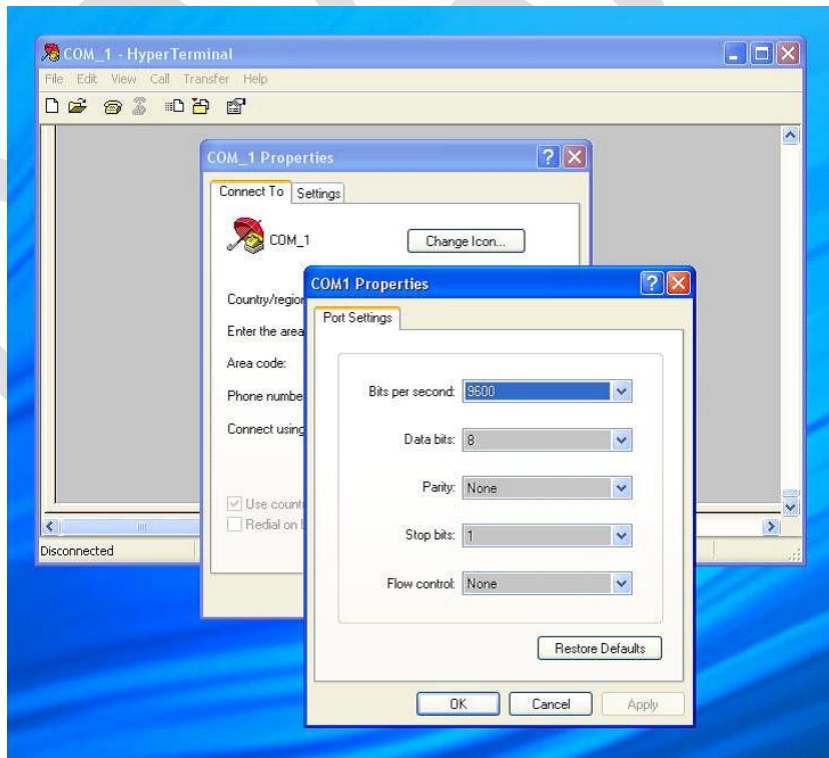 COM_1 - HyperTerminal
File Edit View Call Transfer Help
COM_1 Properties
Connect To Settings
COM_1
Change Icon...
Country/region
Enter the area
Area code:
Phone numbe
Connect using
Use count
Redial on
Disconnected
COM1 Properties
Port Settings
Bits per second: 9600
Data bits: 8
Parity: None
Stop bits: 1
Flow control: None
Restore Defaults
OK Cancel Apply